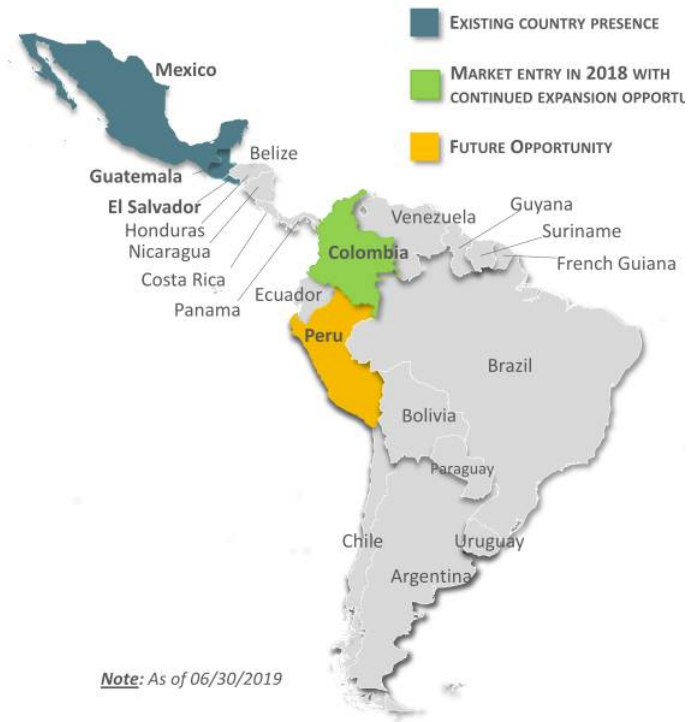 EXISTING COUNTRY PRESENCE
MARKET ENTRY IN 2018 WITH
CONTINUED EXPANSION OPPORTU
FUTURE OPPORTUNITY
Mexico
Belize
Guatemala
El Salvador
Honduras
Nicaragua
Costa Rica
Panama
Venezuela
Guyana
Suriname
French Guiana
Colombia
Ecuador
Peru
Brazil
Bolivia
Paraguay
Chile
Uruguay
Argentina
Note: As of 06/30/2019